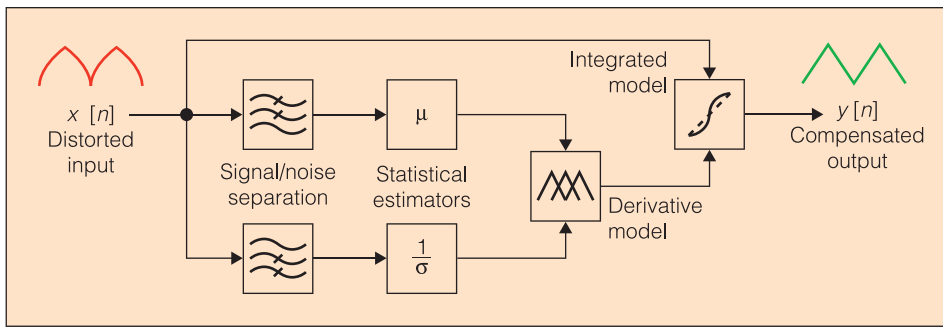 x [n]
Distorted
input
Signal/noise
separation
μ
Statistical
estimators
1
σ
Integrated
model
Derivative
model
y [n]
Compensated
output